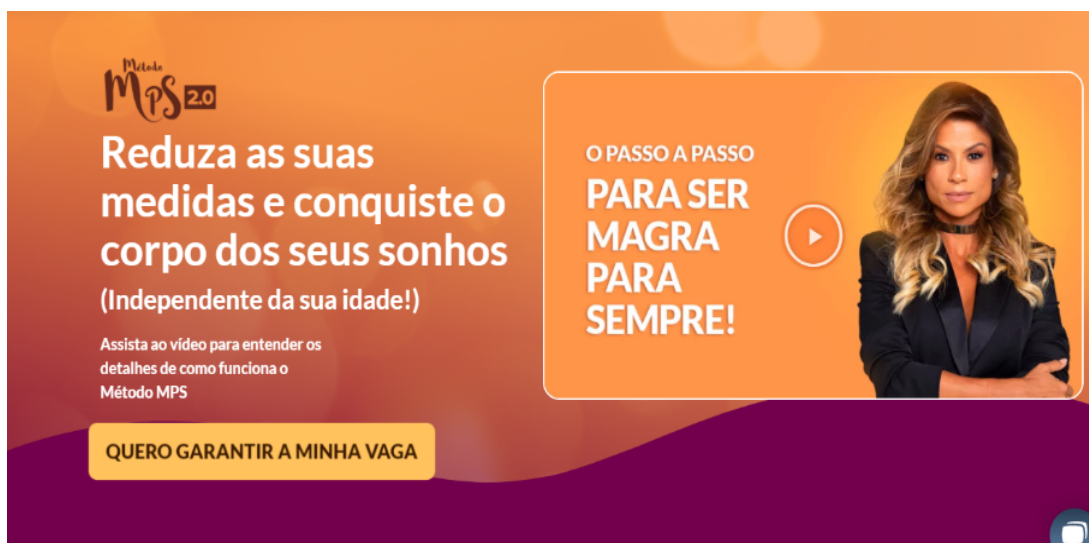 Método
MPS 2.0
Reduza as suas
medidas e conquiste o
corpo dos seus sonhos
(Independente da sua idade!)
Assista ao vídeo para entender os
detalhes de como funciona o
Método MPS
QUERO GARANTIR A MINHA VAGA
O PASSO A PASSO
PARA SER
MAGRA
PARA
SEMPRE!